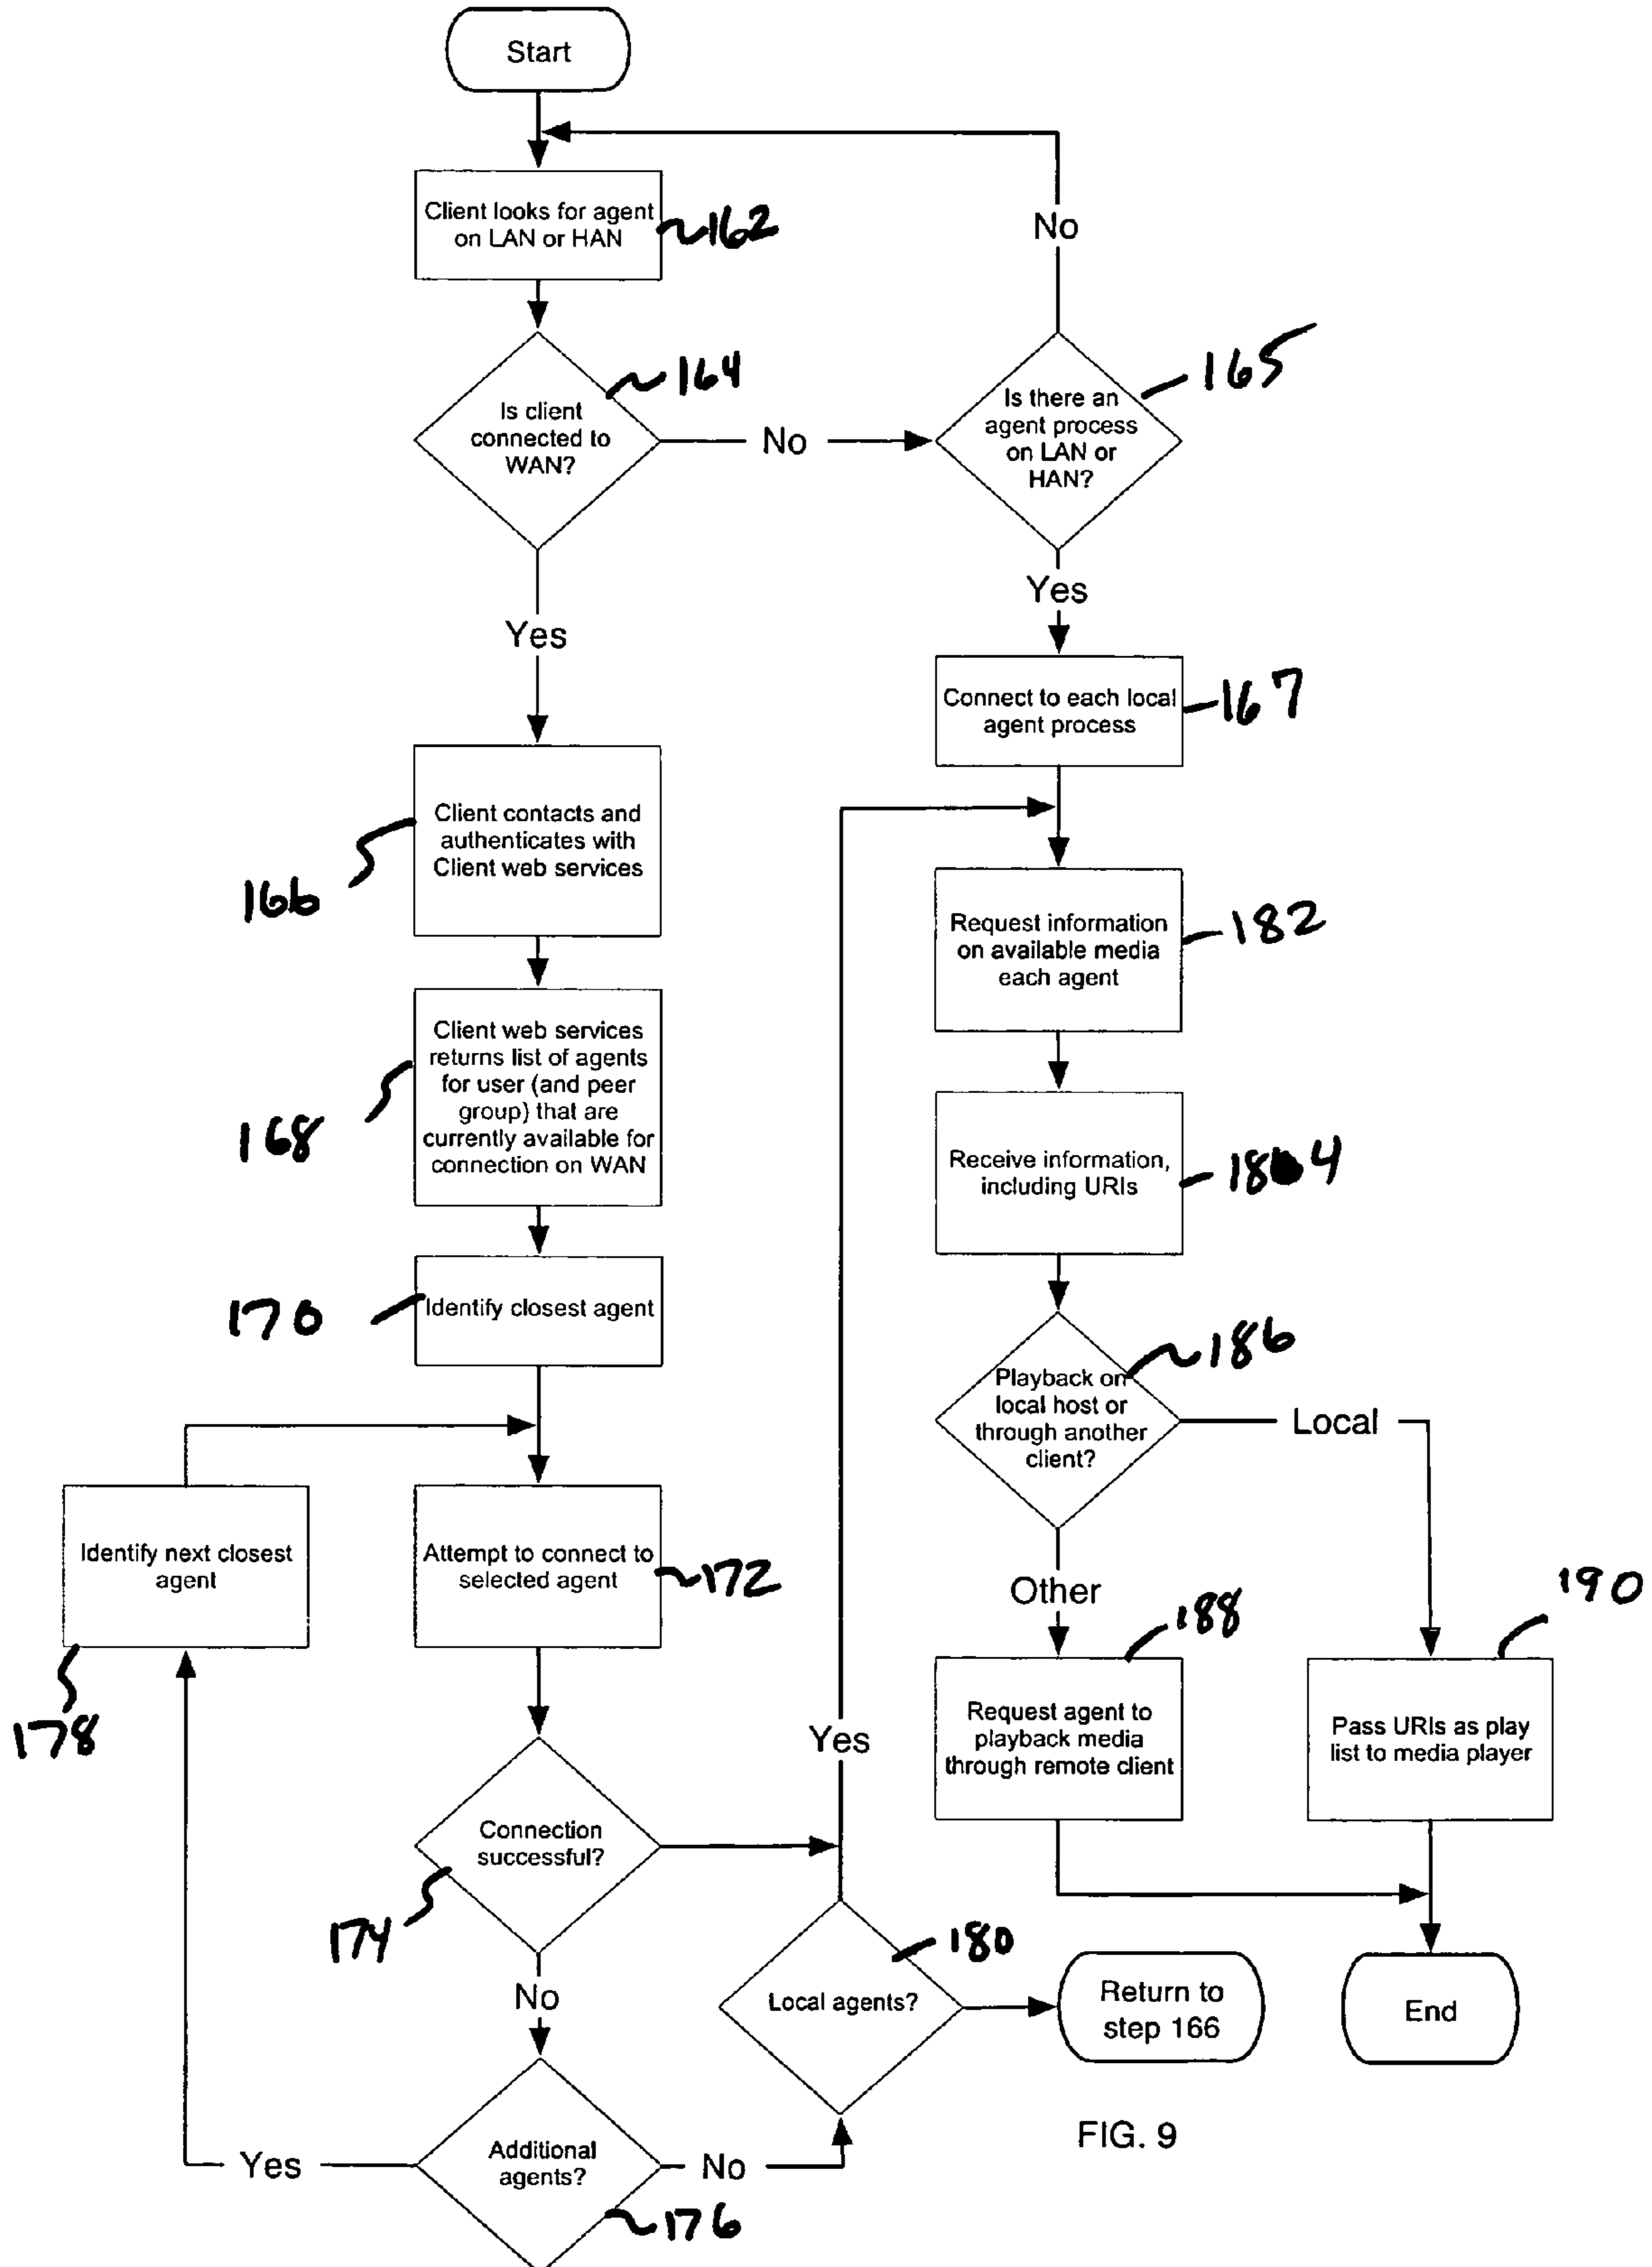 Start
Client looks for agent
on LAN or HAN
162
No
Is client
connected to
WAN?
164
No
Is there an
agent process
on LAN or
HAN?
165
Yes
Yes
Connect to each local
agent process
167
Client contacts and
authenticates with
Client web services
166
Request information
on available media
each agent
182
Client web services
returns list of agents
for user (and peer
group) that are
currently available for
connection on WAN
168
Receive information,
including URIs
184
Identify closest agent
170
Playback on
local host or
through another
client?
186
Local
Identify next closest
agent
178
Attempt to connect to
selected agent
172
Other
188
190
Request agent to
playback media
through remote client
Pass URIs as play
list to media player
Yes
Connection
successful?
174
No
Local agents?
180
Return to
step 166
End
Additional
agents?
176
Yes
No
FIG. 9